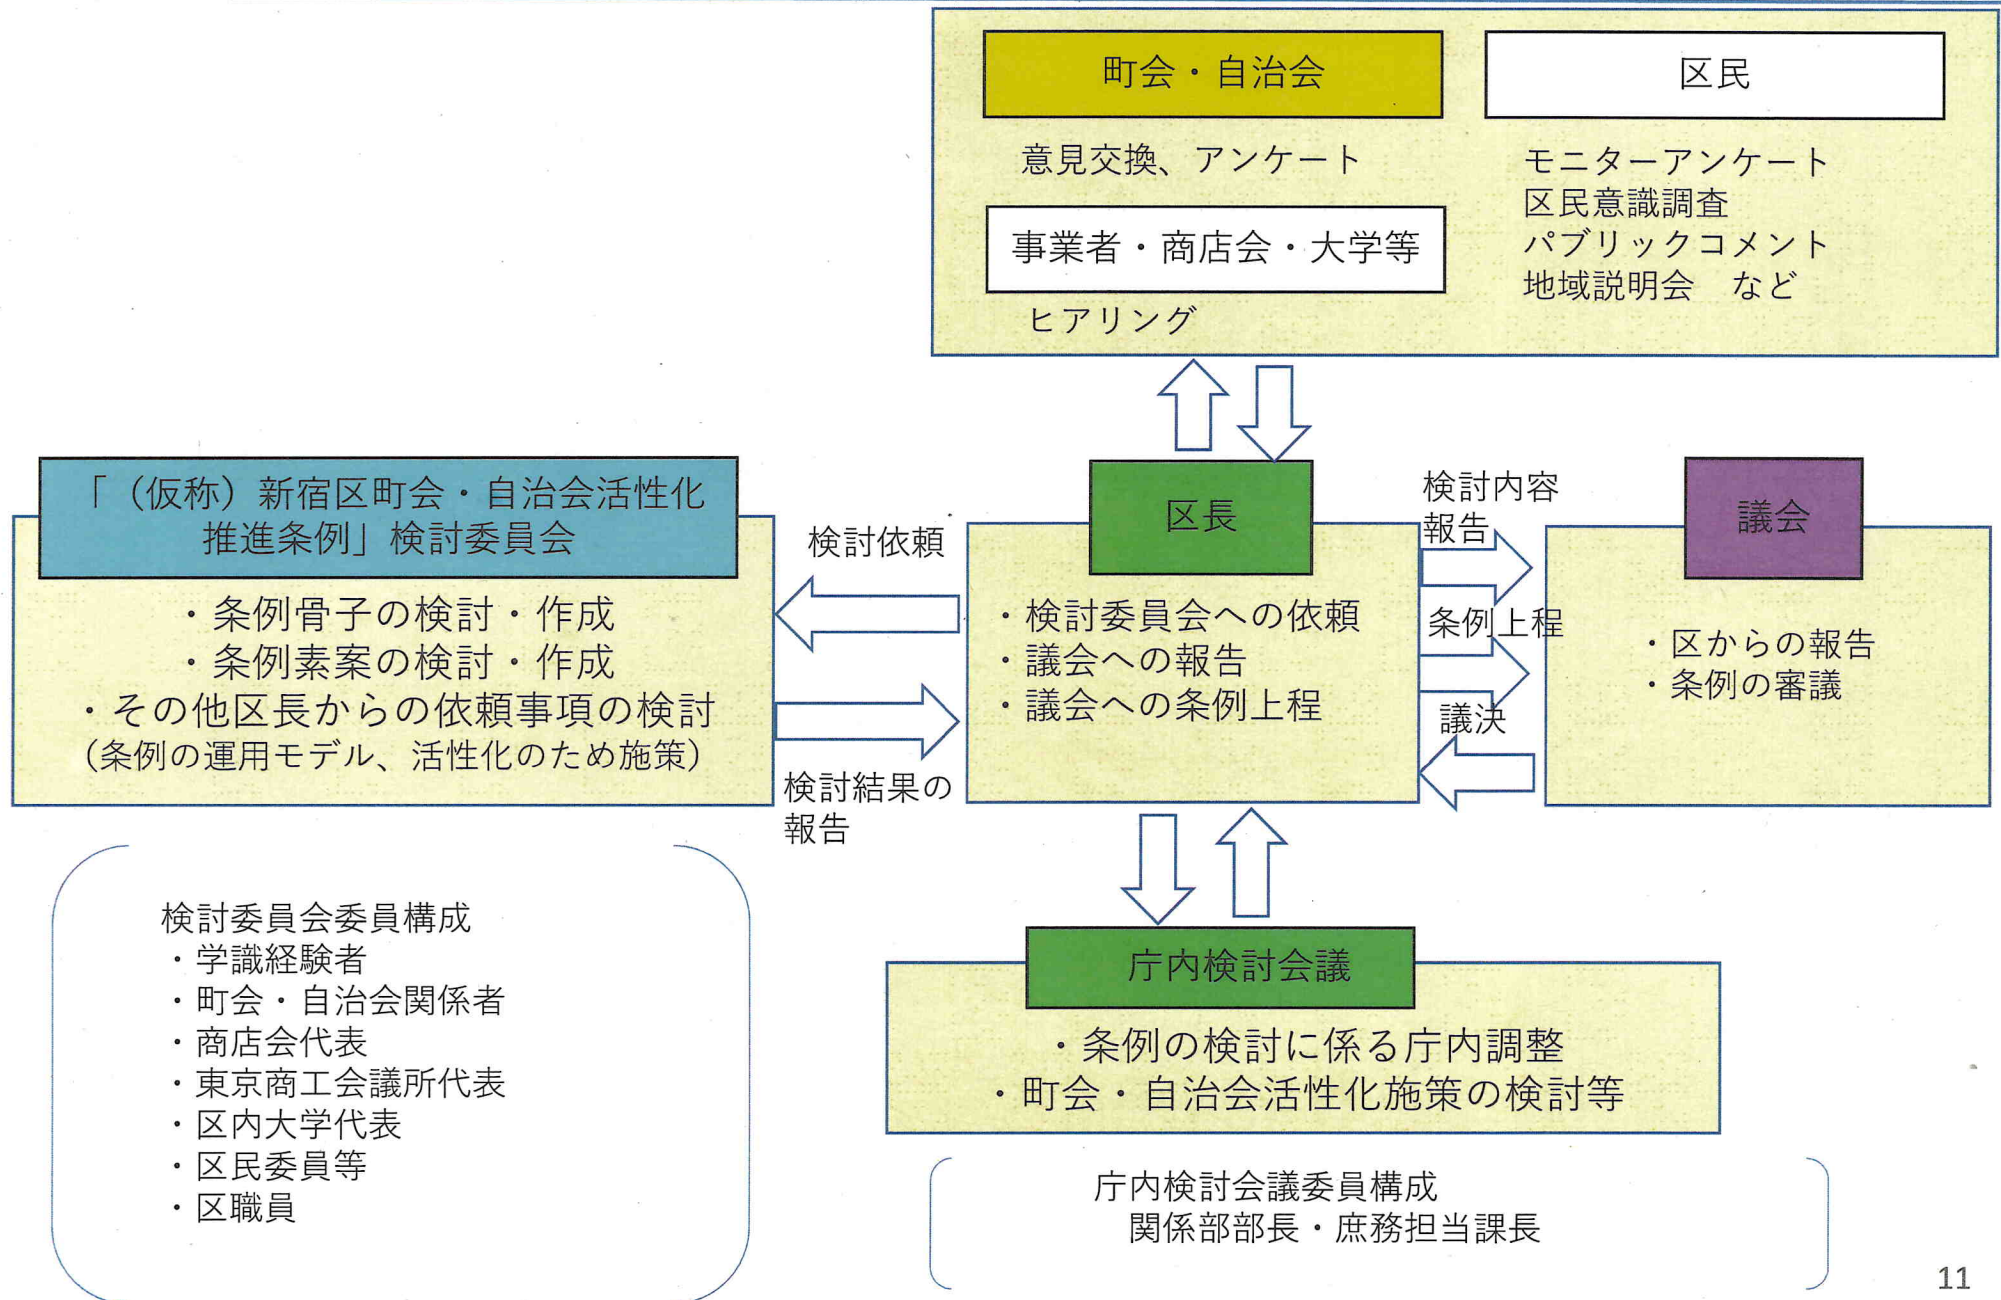 町会・自治会
意見交換、アンケート
事業者・商店会・大学等
ヒアリング
区民
モニターアンケート
区民意識調査
パブリックコメント
地域説明会　など
「（仮称）新宿区町会・自治会活性化
推進条例」検討委員会
・条例骨子の検討・作成
・条例素案の検討・作成
・その他区長からの依頼事項の検討
（条例の運用モデル、活性化のため施策）
検討依頼
検討結果の
報告
区長
・検討委員会への依頼
・議会への報告
・議会への条例上程
検討内容
報告
条例上程
議決
議会
・区からの報告
・条例の審議
検討委員会委員構成
・学識経験者
・町会・自治会関係者
・商店会代表
・東京商工会議所代表
・区内大学代表
・区民委員等
・区職員
庁内検討会議
・条例の検討に係る庁内調整
・町会・自治会活性化施策の検討等
庁内検討会議委員構成
関係部部長・庶務担当課長
11